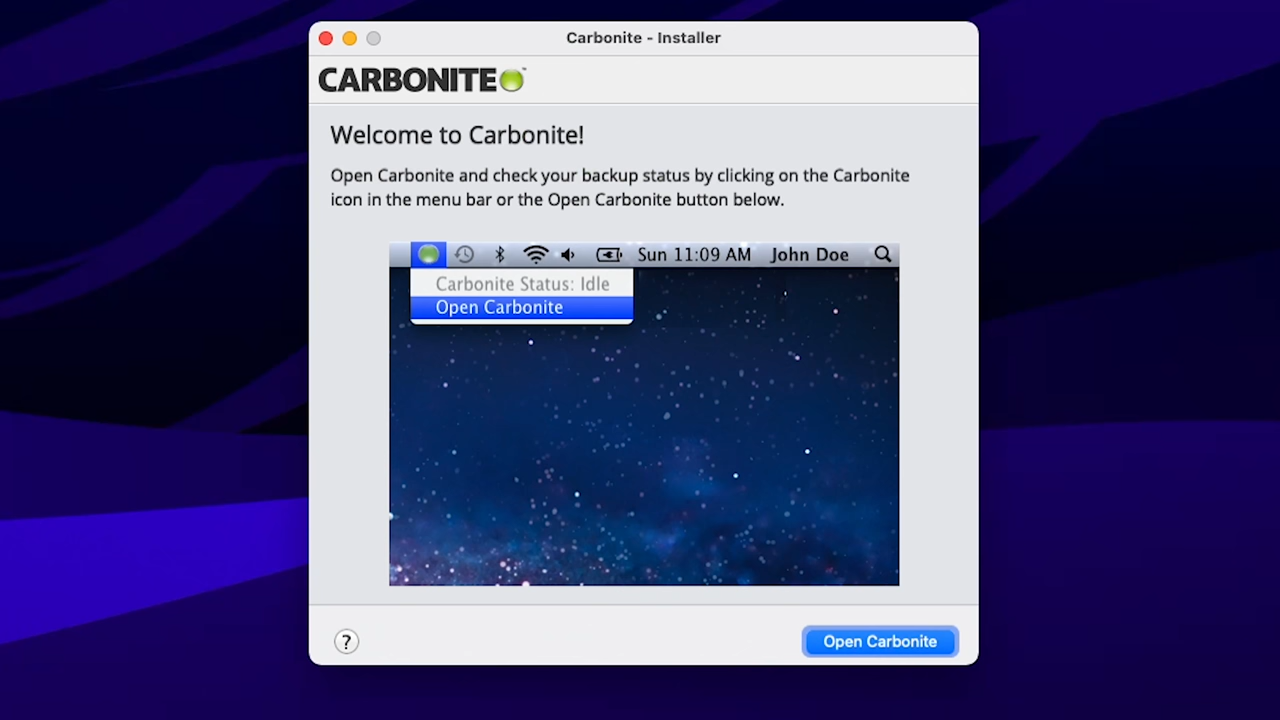 Carbonite - Installer
CARBONITE™
Welcome to Carbonite!
Open Carbonite and check your backup status by clicking on the Carbonite
icon in the menu bar or the Open Carbonite button below.
Sun 11:09 AM John Doe
Carbonite Status: Idle
Open Carbonite
? Open Carbonite